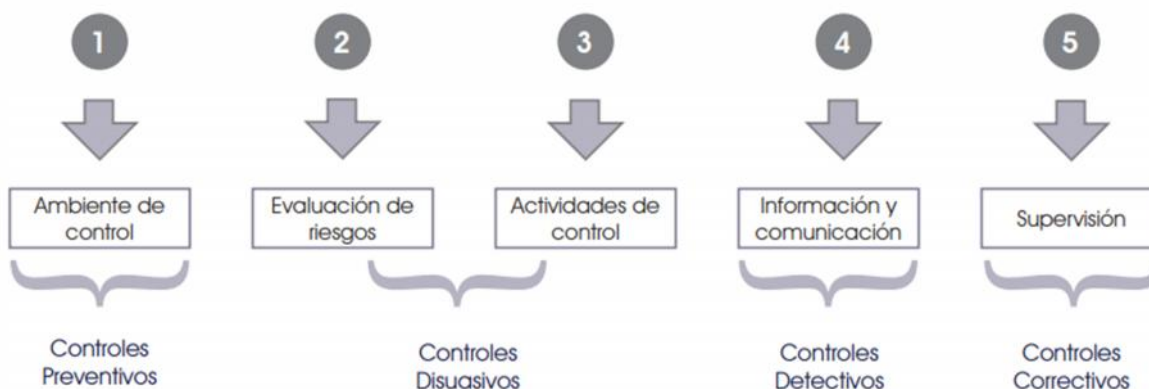 1 2 3 4 5
Ambiente de
control
Evaluación de
riesgos
Actividades de
control
Información y
comunicación
Supervisión
Controles
Preventivos
Controles
Disuasivos
Controles
Detectivos
Controles
Correctivos